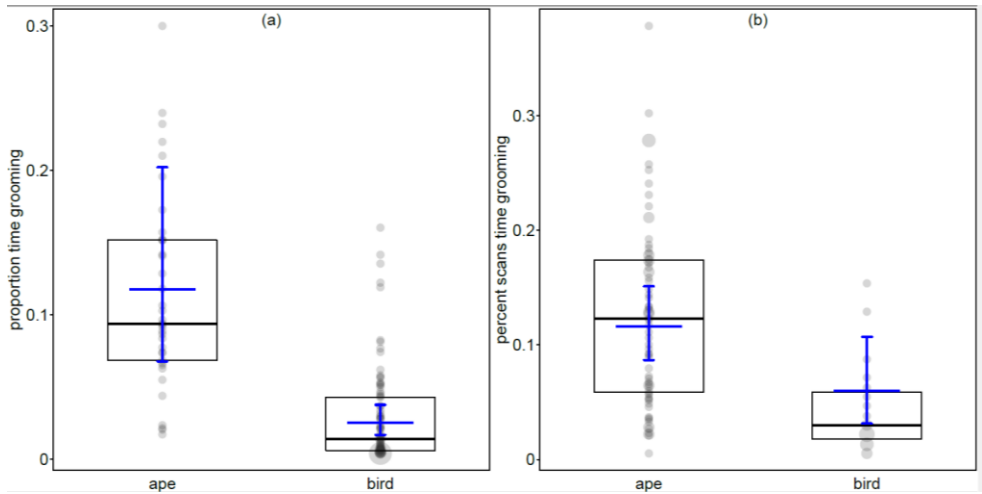 (a)
proportion time grooming
0.3
0.2
0.1
0
ape bird
(b)
percent scans time grooming
0.3
0.2
0.1
0
ape bird